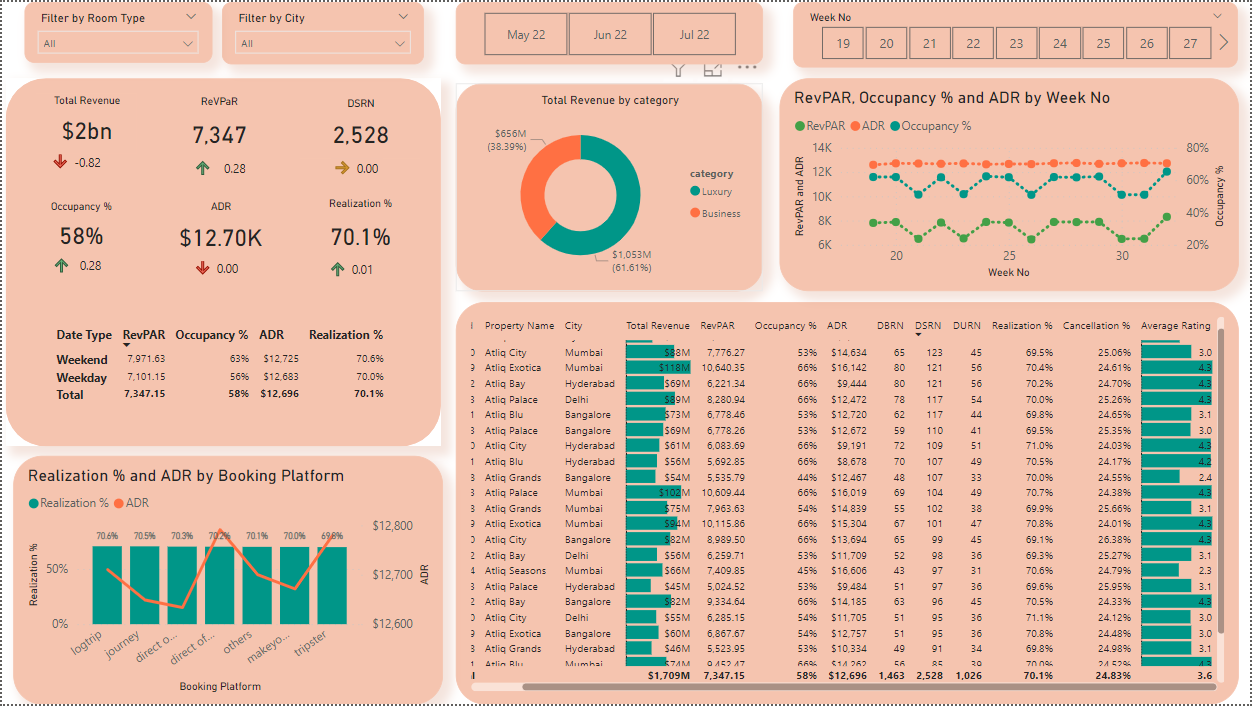 Filter by Room Type
All
Filter by City
All
May 22 Jun 22 Jul 22
Week No
19 20 21 22 23 24 25 26 27
Total Revenue RevPaR DSRN
$2bn 7,347 2,528
-0.82 0.28 0.00
Occupancy % ADR Realization %
58% $12.70K 70.1%
0.28 0.00 0.01
Date Type RevPAR Occupancy % ADR Realization %
Weekend 7,971.63 63% $12,725 70.6%
Weekday 7,101.15 56% $12,683 70.0%
Total 7,347.15 58% $12,696 70.1%
Total Revenue by category
$656M
(38.39%)
category
Luxury
Business
$1,053M
(61.61%)
RevPAR, Occupancy % and ADR by Week No
RevPAR ADR Occupancy %
RevPAR and ADR
14K 80%
12K 60%
10K
8K 40%
6K 20%
Occupancy %
20 25 30
Week No
Realization % and ADR by Booking Platform
Realization % ADR
Realization %
70.6% 70.5% 70.3% 70.2% 70.1% 70.0% 69.8%
50%
0%
$12,800
$12,700
$12,600
ADR
logtrip journey direct o... direct of... others makeyo... tripster
Booking Platform
Property Name City Total Revenue RevPAR Occupancy % ADR DBRN DSRN DURN Realization % Cancellation % Average Rating
0 Atliq City Mumbai $88M 7,776.27 53% $14,634 65 123 45 69.5% 25.06% 3.0
9 Atliq Exotica Mumbai $118M 10,640.35 66% $16,142 80 121 56 70.4% 24.61% 4.3
2 Atliq Bay Hyderabad $69M 6,221.34 66% $9,444 80 121 56 70.2% 24.70% 4.3
3 Atliq Palace Delhi $89M 8,280.94 66% $12,472 78 117 54 70.0% 25.26% 4.3
1 Atliq Blu Bangalore $73M 6,778.46 53% $12,720 62 117 44 69.8% 24.65% 3.1
3 Atliq Palace Bangalore $69M 6,778.26 53% $12,672 59 110 41 69.5% 25.35% 3.0
0 Atliq City Hyderabad $61M 6,083.69 66% $9,191 72 109 51 71.0% 24.03% 4.3
1 Atliq Blu Hyderabad $56M 5,692.85 66% $8,678 70 107 49 70.5% 24.17% 4.2
3 Atliq Grands Bangalore $54M 5,535.79 44% $12,467 48 107 33 70.0% 24.55% 2.4
3 Atliq Palace Mumbai $102M 10,609.44 66% $16,019 69 104 49 70.7% 24.38% 4.3
3 Atliq Grands Mumbai $75M 7,963.63 54% $14,839 55 102 38 69.9% 25.66% 3.1
9 Atliq Exotica Mumbai $94M 10,115.86 66% $15,304 67 101 47 70.8% 24.01% 4.3
0 Atliq City Bangalore $82M 8,989.50 66% $13,694 65 99 45 69.1% 26.38% 4.3
2 Atliq Bay Delhi $56M 6,259.71 53% $11,709 52 98 36 69.3% 25.27% 3.1
4 Atliq Seasons Mumbai $66M 7,409.85 45% $16,606 43 97 31 70.6% 24.79% 2.3
3 Atliq Palace Hyderabad $45M 5,024.52 53% $9,484 51 97 36 69.6% 25.95% 3.1
2 Atliq Bay Bangalore $82M 9,334.64 66% $14,185 63 96 45 70.5% 24.33% 4.3
0 Atliq City Delhi $55M 6,285.15 54% $11,705 51 95 36 71.1% 24.12% 3.0
9 Atliq Exotica Bangalore $60M 6,867.67 54% $12,757 51 95 36 70.8% 24.48% 3.0
3 Atliq Grands Hyderabad $46M 5,523.95 53% $10,334 49 91 34 69.8% 24.98% 3.1
1 Atliq Blu Mumbai $74M 9,452.47 66% $14,262 56 85 39 70.0% 24.52% 4.3
$1,709M 7,347.15 58% $12,696 1,463 2,528 1,026 70.1% 24.83% 3.6